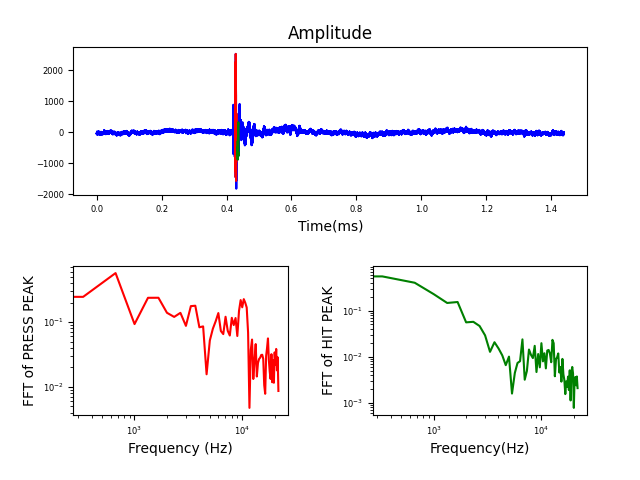 Amplitude
2000
1000
0
−1000
−2000
0.0 0.2 0.4 0.6 0.8 1.0 1.2 1.4
Time(ms)
FFT of PRESS PEAK
10⁻¹
10⁻²
10³ 10⁴
Frequency (Hz)
FFT of HIT PEAK
10⁻¹
10⁻²
10⁻³
10³ 10⁴
Frequency(Hz)